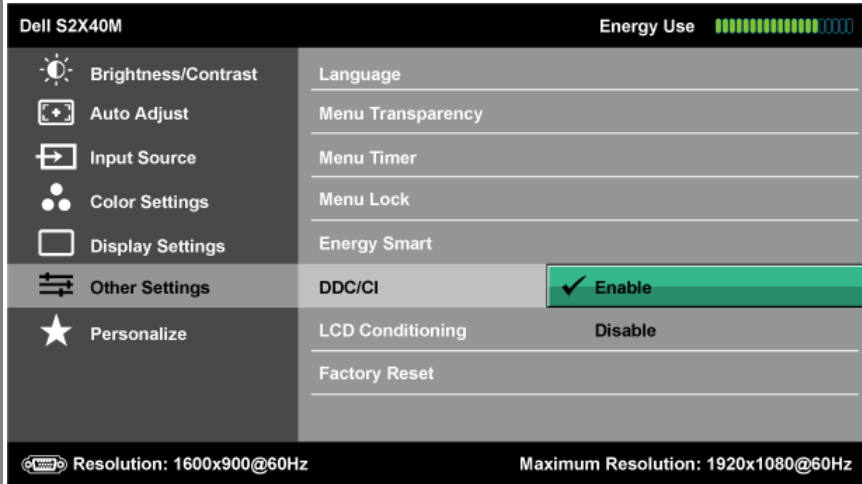 Dell S2X40M Energy Use
Brightness/Contrast Language
Auto Adjust Menu Transparency
Input Source Menu Timer
Color Settings Menu Lock
Display Settings Energy Smart
Other Settings DDC/CI Enable
Personalize LCD Conditioning Disable
Factory Reset
Resolution: 1600x900@60Hz Maximum Resolution: 1920x1080@60Hz